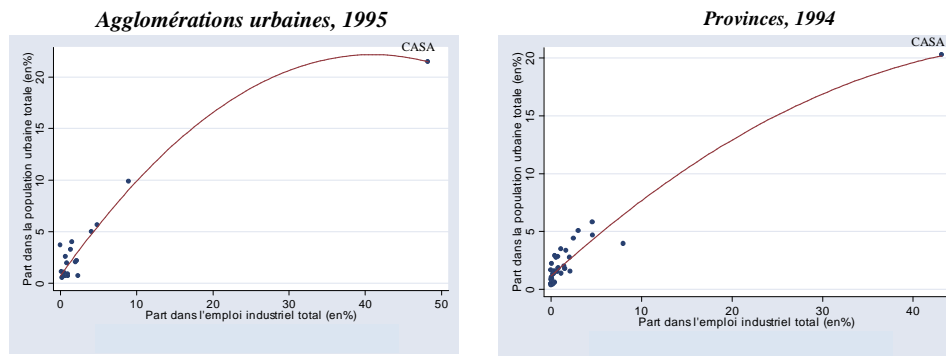 Agglomérations urbaines, 1995
CASA
Part dans la population urbaine totale (en%)
20
15
10
5
0
0 10 20 30 40 50
Part dans l'emploi industriel total (en%)
Provinces, 1994
CASA
Part dans la population urbaine totale (en%)
20
15
10
5
0
0 10 20 30 40
Part dans l'emploi industriel total (en%)